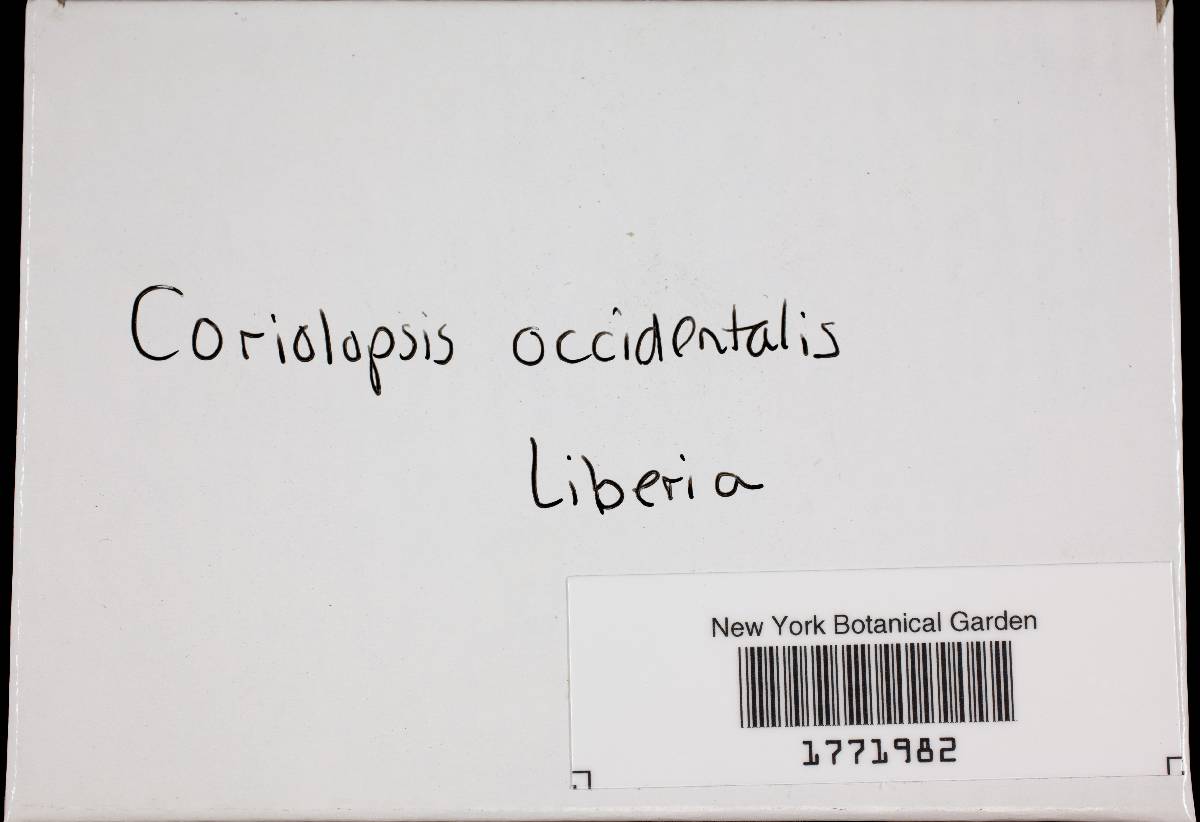 Coriolopsis occidentalis
Liberia
New York Botanical Garden
1771982